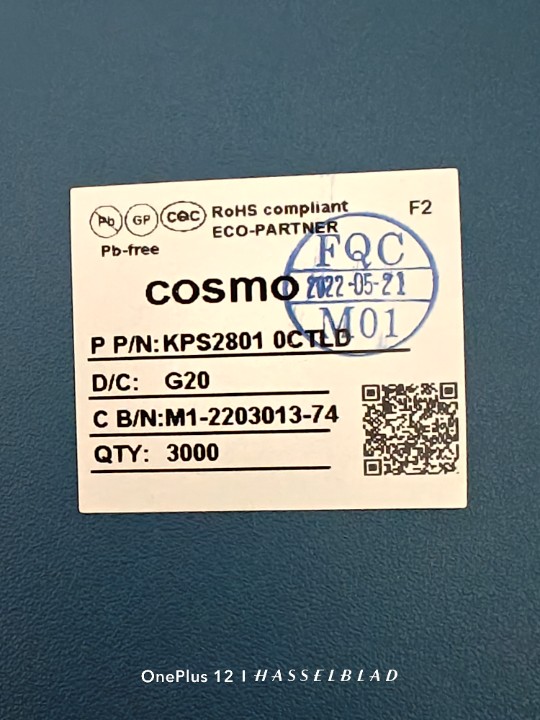 Pb GP CQC RoHS compliant F2
ECO-PARTNER
Pb-free
FQC
cosmo 2022-05-21
M01
P P/N: KPS2801 0CTLD
D/C: G20
C B/N:M1-2203013-74
QTY: 3000
OnePlus 12 | HASSELBLAD